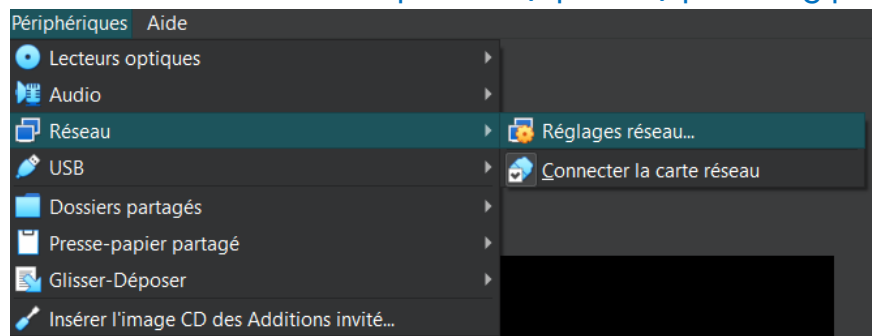 Périphériques Aide
Lecteurs optiques
Audio
Réseau
Réglages réseau...
USB
Connecter la carte réseau
Dossiers partagés
Presse-papier partagé
Glisser-Déposer
Insérer l'image CD des Additions invité...